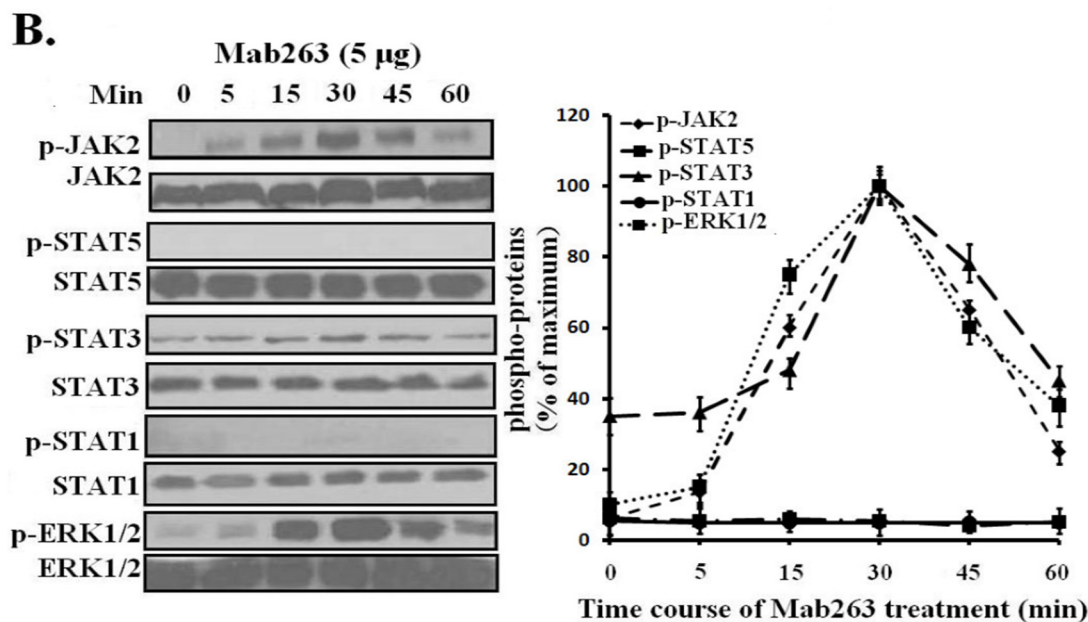 B.
Mab263 (5 µg)
Min 0 5 15 30 45 60
p-JAK2
JAK2
p-STAT5
STAT5
p-STAT3
STAT3
p-STAT1
STAT1
p-ERK1/2
ERK1/2
phospho-proteins
(% of maximum)
120
100
80
60
40
20
0
p-JAK2
p-STAT5
p-STAT3
p-STAT1
p-ERK1/2
0 5 15 30 45 60
Time course of Mab263 treatment (min)